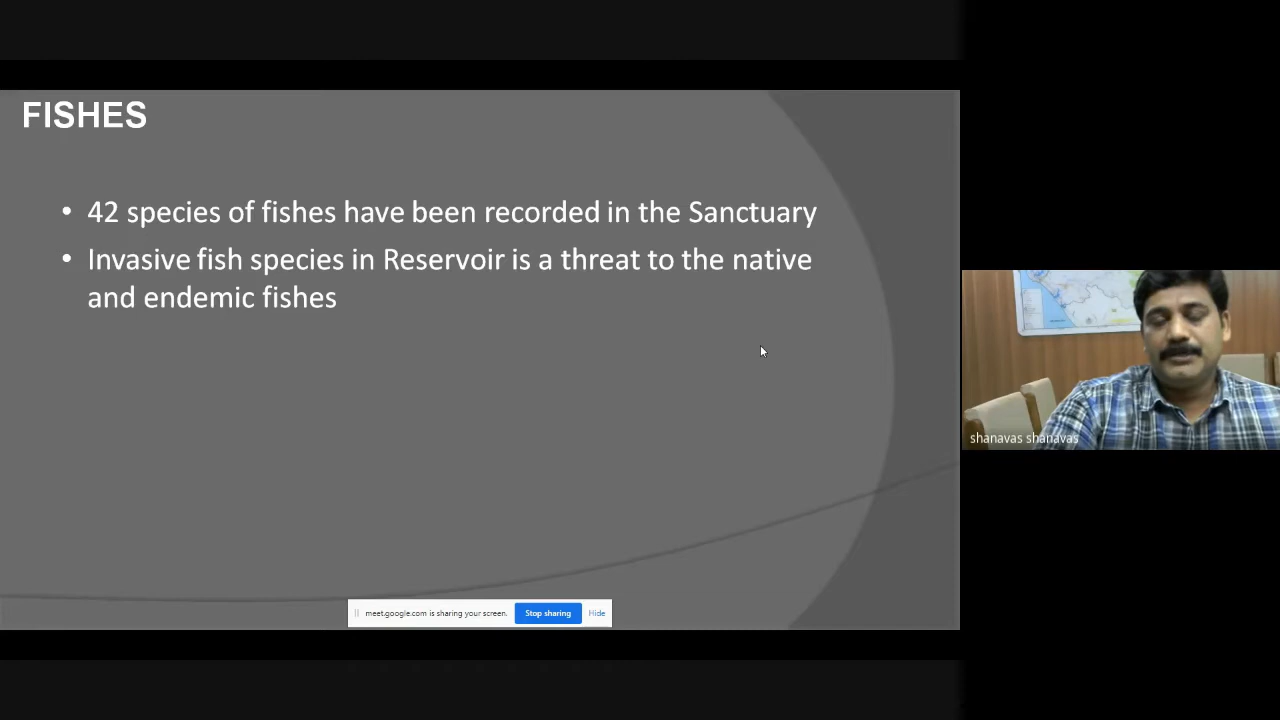 FISHES
• 42 species of fishes have been recorded in the Sanctuary
• Invasive fish species in Reservoir is a threat to the native
and endemic fishes
shanavas shanavas
meet.google.com is sharing your screen.
Stop sharing
Hide